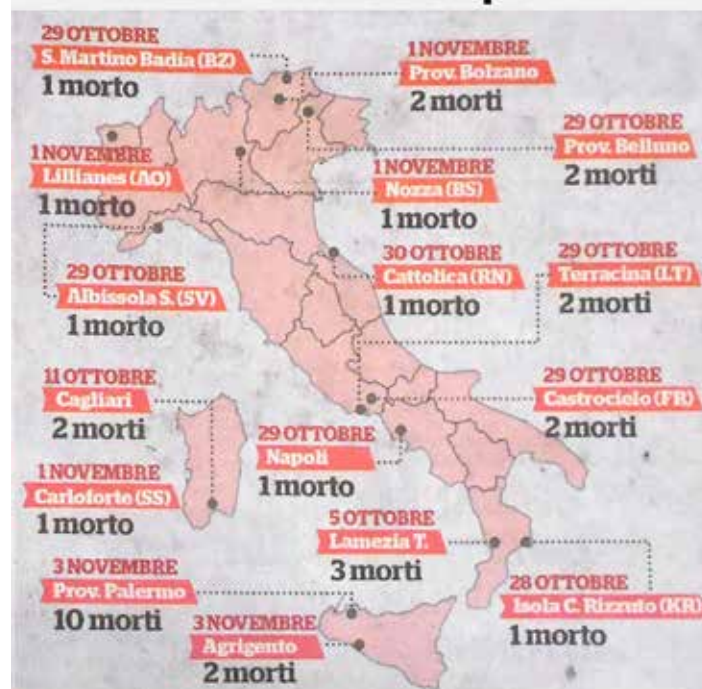 29 OTTOBRE
S. Martino Badia (BZ)
1 morto
1 NOVEMBRE
Prov. Bolzano
2 morti
29 OTTOBRE
Prov. Belluno
2 morti
1 NOVEMBRE
Lillianes (AO)
1 morto
1 NOVEMBRE
Nozza (BS)
1 morto
29 OTTOBRE
Albissola S. (SV)
1 morto
30 OTTOBRE
Cattolica (RN)
1 morto
29 OTTOBRE
Terracina (LT)
2 morti
11 OTTOBRE
Cagliari
2 morti
29 OTTOBRE
Castrocielo (FR)
2 morti
29 OTTOBRE
Napoli
1 morto
1 NOVEMBRE
Carloforte (SS)
1 morto
5 OTTOBRE
Lamezia T.
3 morti
28 OTTOBRE
Isola C. Rizzuto (KR)
1 morto
3 NOVEMBRE
Prov. Palermo
10 morti
3 NOVEMBRE
Agrigento
2 morti